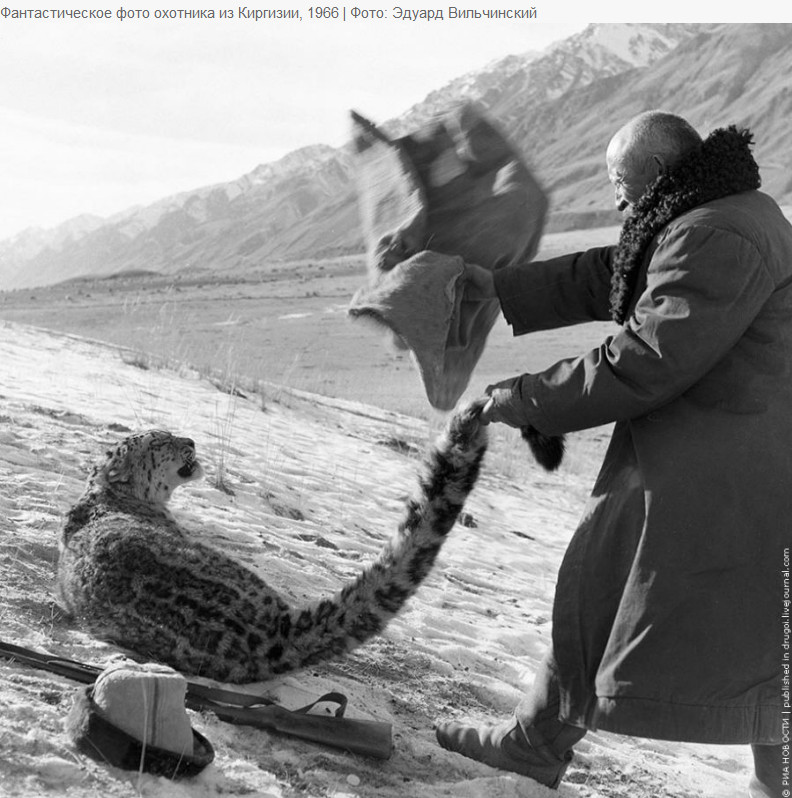 Фантастическое фото охотника из Киргизии, 1966 | Фото: Эдуард Вильчинский
© РИА НОВОСТИ | published in drugoi.livejournal.com